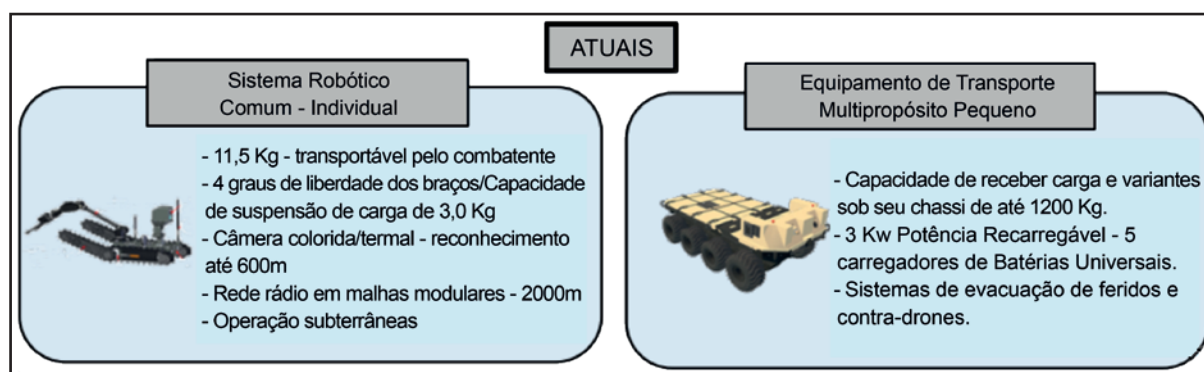 ATUAIS
Sistema Robótico
Comum - Individual
- 11,5 Kg - transportável pelo combatente
- 4 graus de liberdade dos braços/Capacidade
de suspensão de carga de 3,0 Kg
- Câmera colorida/termal - reconhecimento
até 600m
- Rede rádio em malhas modulares - 2000m
- Operação subterrâneas
Equipamento de Transporte
Multipropósito Pequeno
- Capacidade de receber carga e variantes
sob seu chassi de até 1200 Kg.
- 3 Kw Potência Recarregável - 5
carregadores de Batérias Universais.
- Sistemas de evacuação de feridos e
contra-drones.